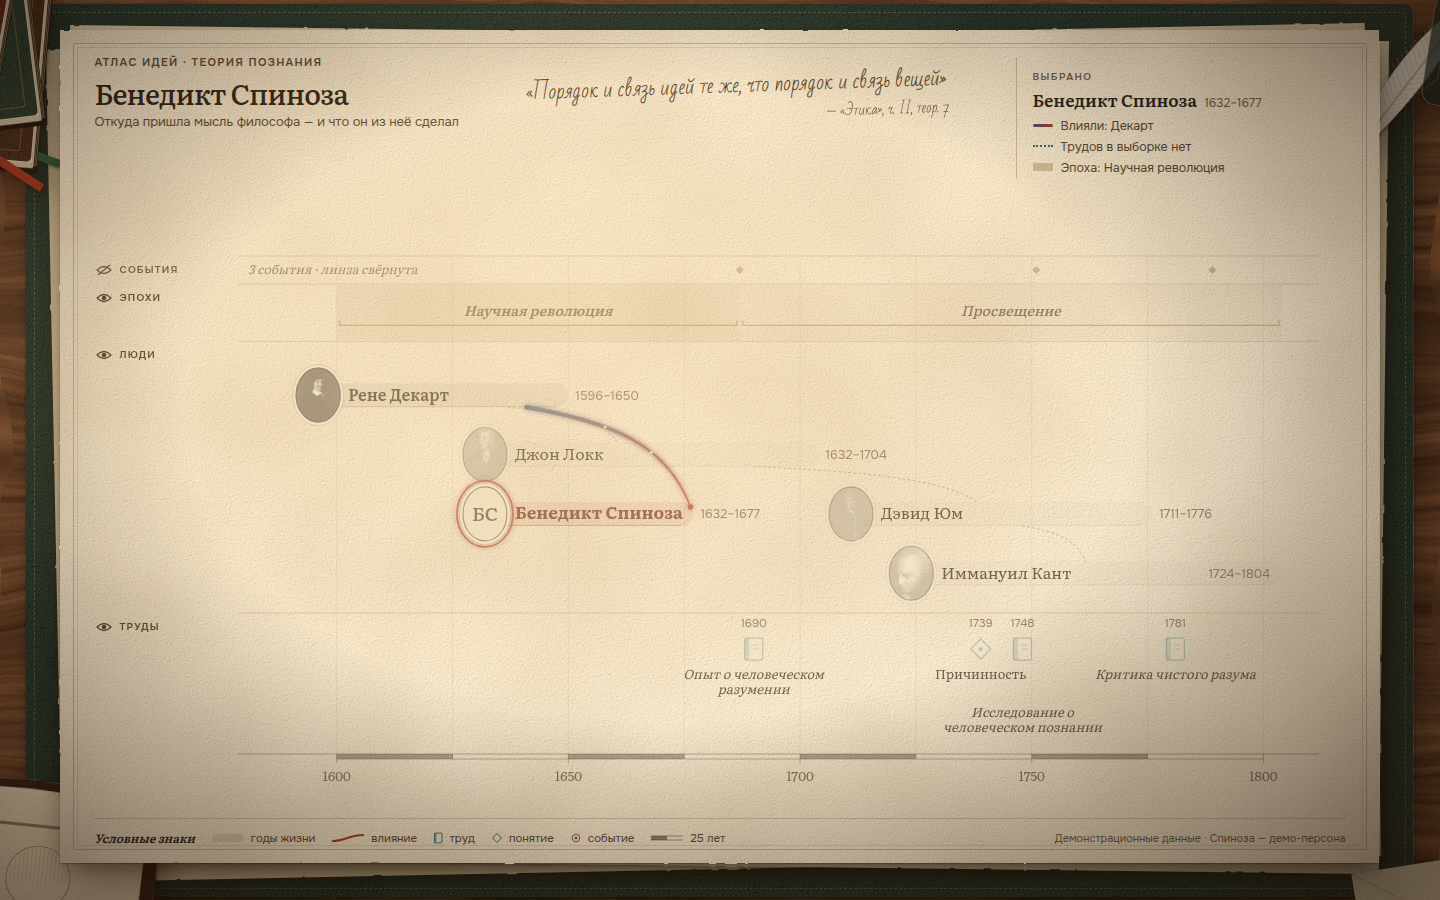 АТЛАС ИДЕЙ · ТЕОРИЯ ПОЗНАНИЯ
Бенедикт Спиноза
Откуда пришла мысль философа — и что он из неё сделал
«Порядок и связь идей те же, что порядок и связь вещей»
— «Этика», ч. II, теор. 7
ВЫБРАНО
Бенедикт Спиноза 1632–1677
Влияли: Декарт
Трудов в выборке нет
Эпоха: Научная революция
СОБЫТИЯ
3 события · линза свёрнута
ЭПОХИ
Научная революция
Просвещение
ЛЮДИ
Рене Декарт 1596–1650
Джон Локк 1632–1704
БС
Бенедикт Спиноза 1632–1677
Дэвид Юм 1711–1776
Иммануил Кант 1724–1804
ТРУДЫ
1690 1739 1748 1781
Опыт о человеческом
разумении
Причинность
Критика чистого разума
Исследование о
человеческом познании
1600 1650 1700 1750 1800
Условные знаки годы жизни влияние труд понятие событие 25 лет
Демонстрационные данные · Спиноза — демо-персона